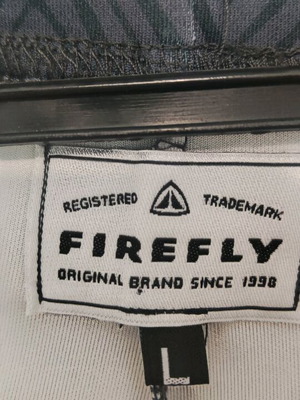 REGISTERED TRADEMARK
FIREFLY
ORIGINAL BRAND SINCE 1998
L